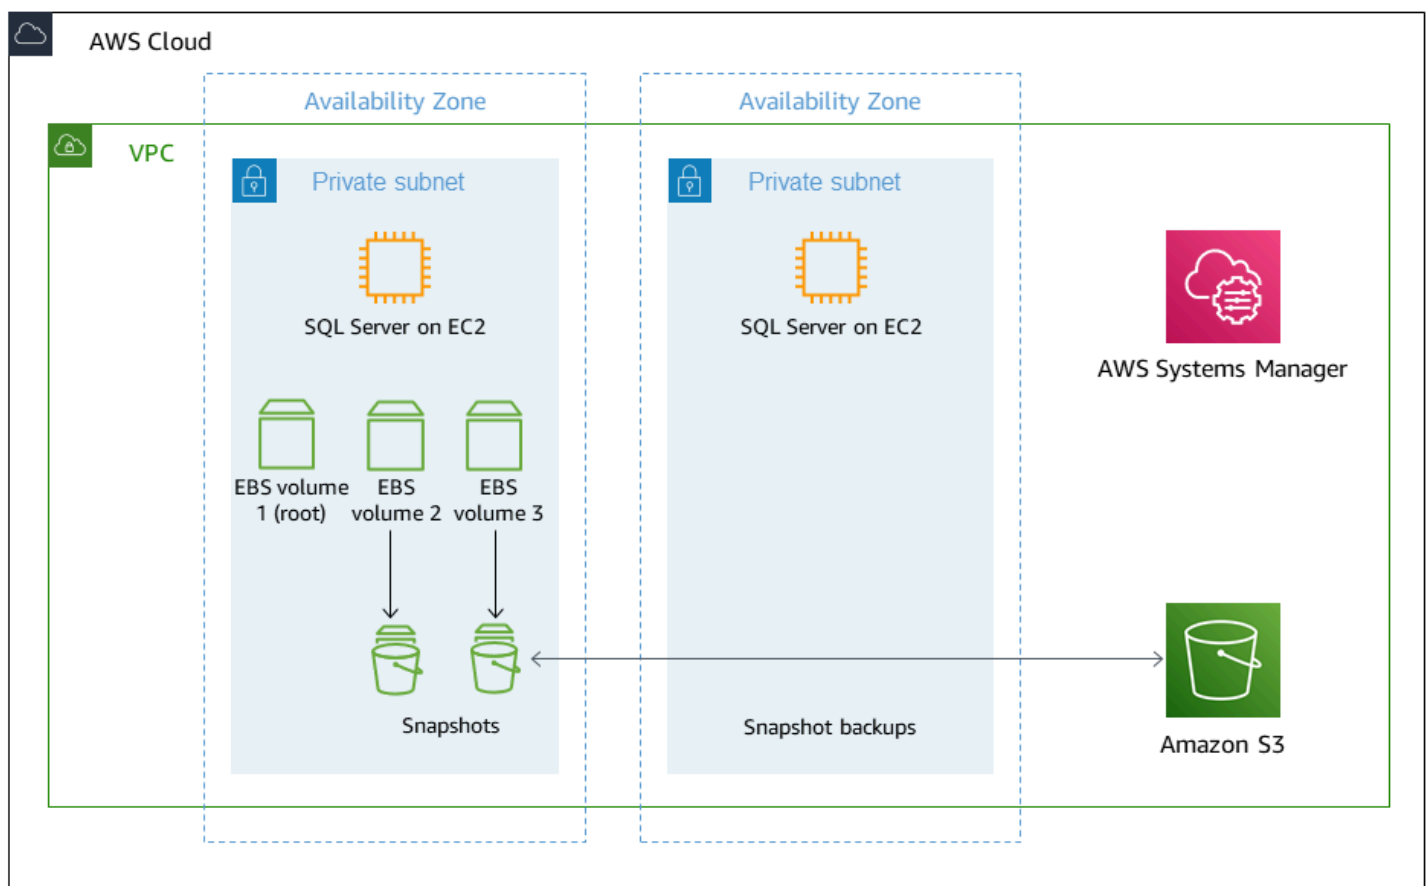 AWS Cloud
Availability Zone
Availability Zone
VPC
Private subnet
Private subnet
SQL Server on EC2
SQL Server on EC2
AWS Systems Manager
EBS volume
1 (root)
EBS
volume 2
EBS
volume 3
Snapshots
Snapshot backups
Amazon S3